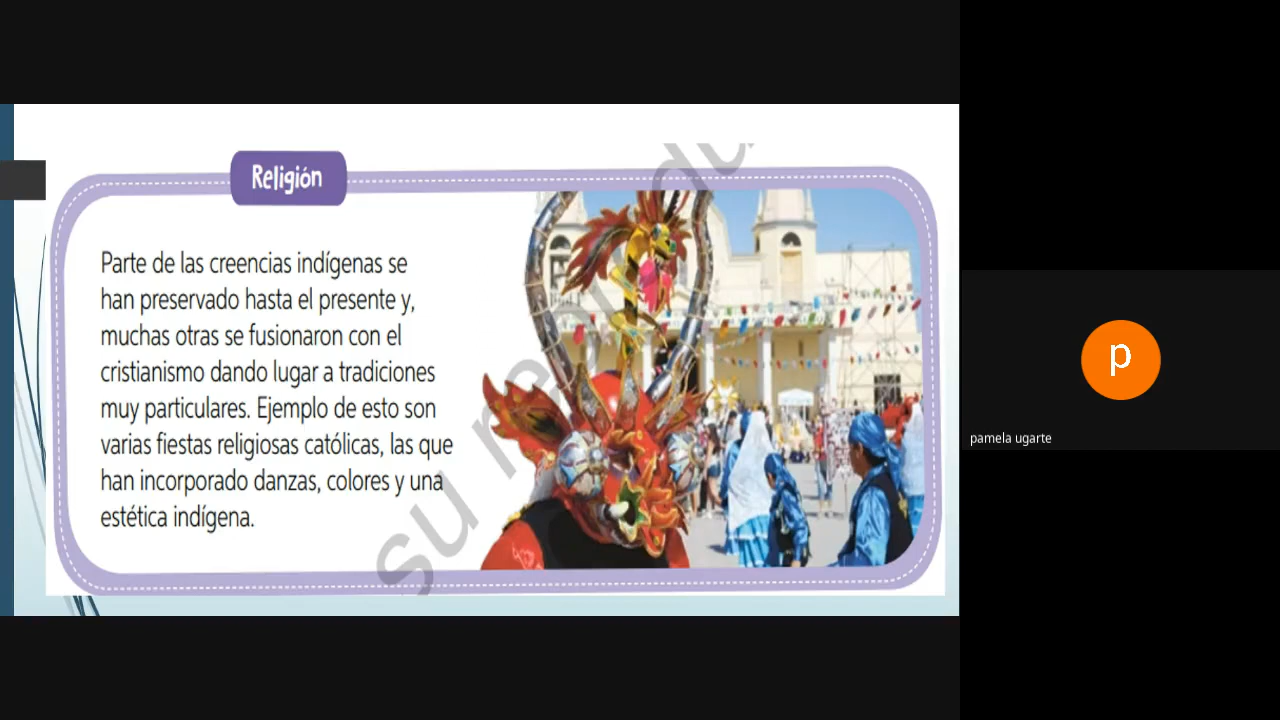 Religión
Parte de las creencias indígenas se
han preservado hasta el presente y,
muchas otras se fusionaron con el
cristianismo dando lugar a tradiciones
muy particulares. Ejemplo de esto son
varias fiestas religiosas católicas, las que
han incorporado danzas, colores y una
estética indígena.
su
p
pamela ugarte